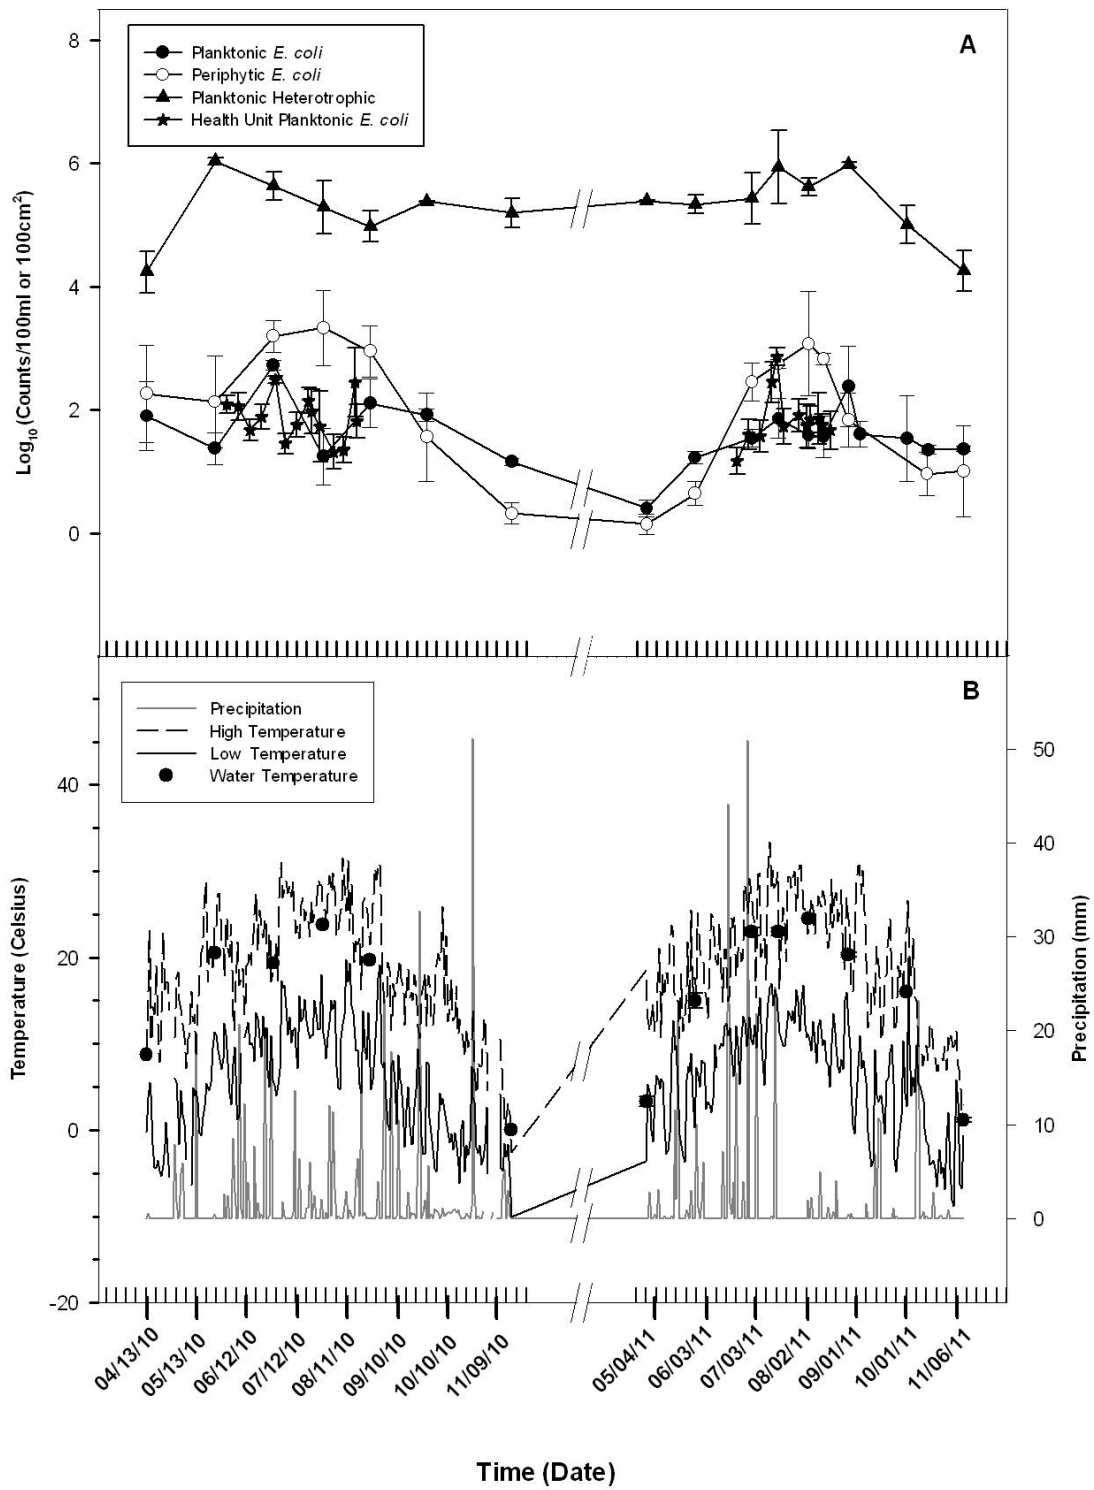 A
Planktonic E. coli
Periphytic E. coli
Planktonic Heterotrophic
Health Unit Planktonic E. coli
8
6
4
2
0
Log10 (Counts/100ml or 100cm2)
B
Precipitation
High Temperature
Low Temperature
Water Temperature
40
20
0
-20
Temperature (Celsius)
50
40
30
20
10
0
Precipitation (mm)
04/13/10
05/13/10
06/12/10
07/12/10
08/11/10
09/10/10
10/10/10
11/09/10
05/04/11
06/03/11
07/03/11
08/02/11
09/01/11
10/01/11
11/06/11
Time (Date)